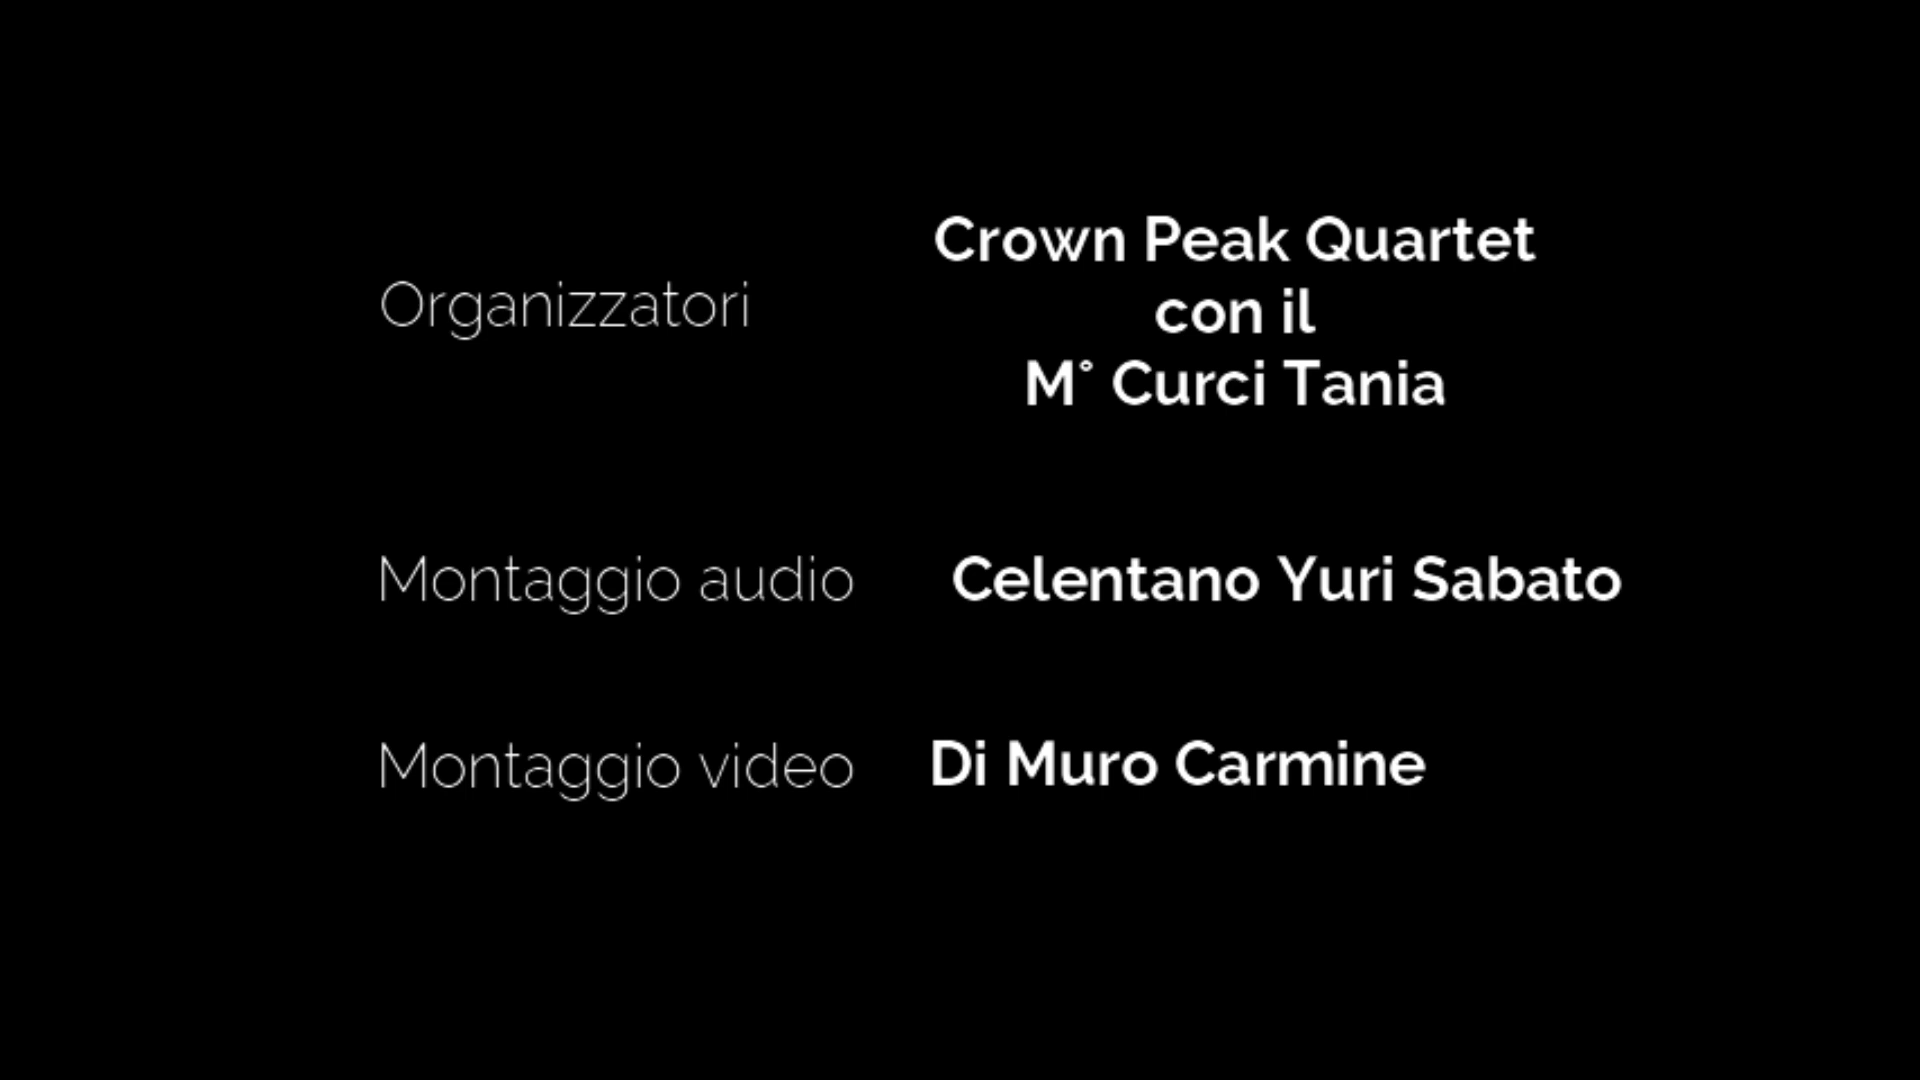 Organizzatori
Crown Peak Quartet
con il
M° Curci Tania
Montaggio audio
Celentano Yuri Sabato
Montaggio video
Di Muro Carmine